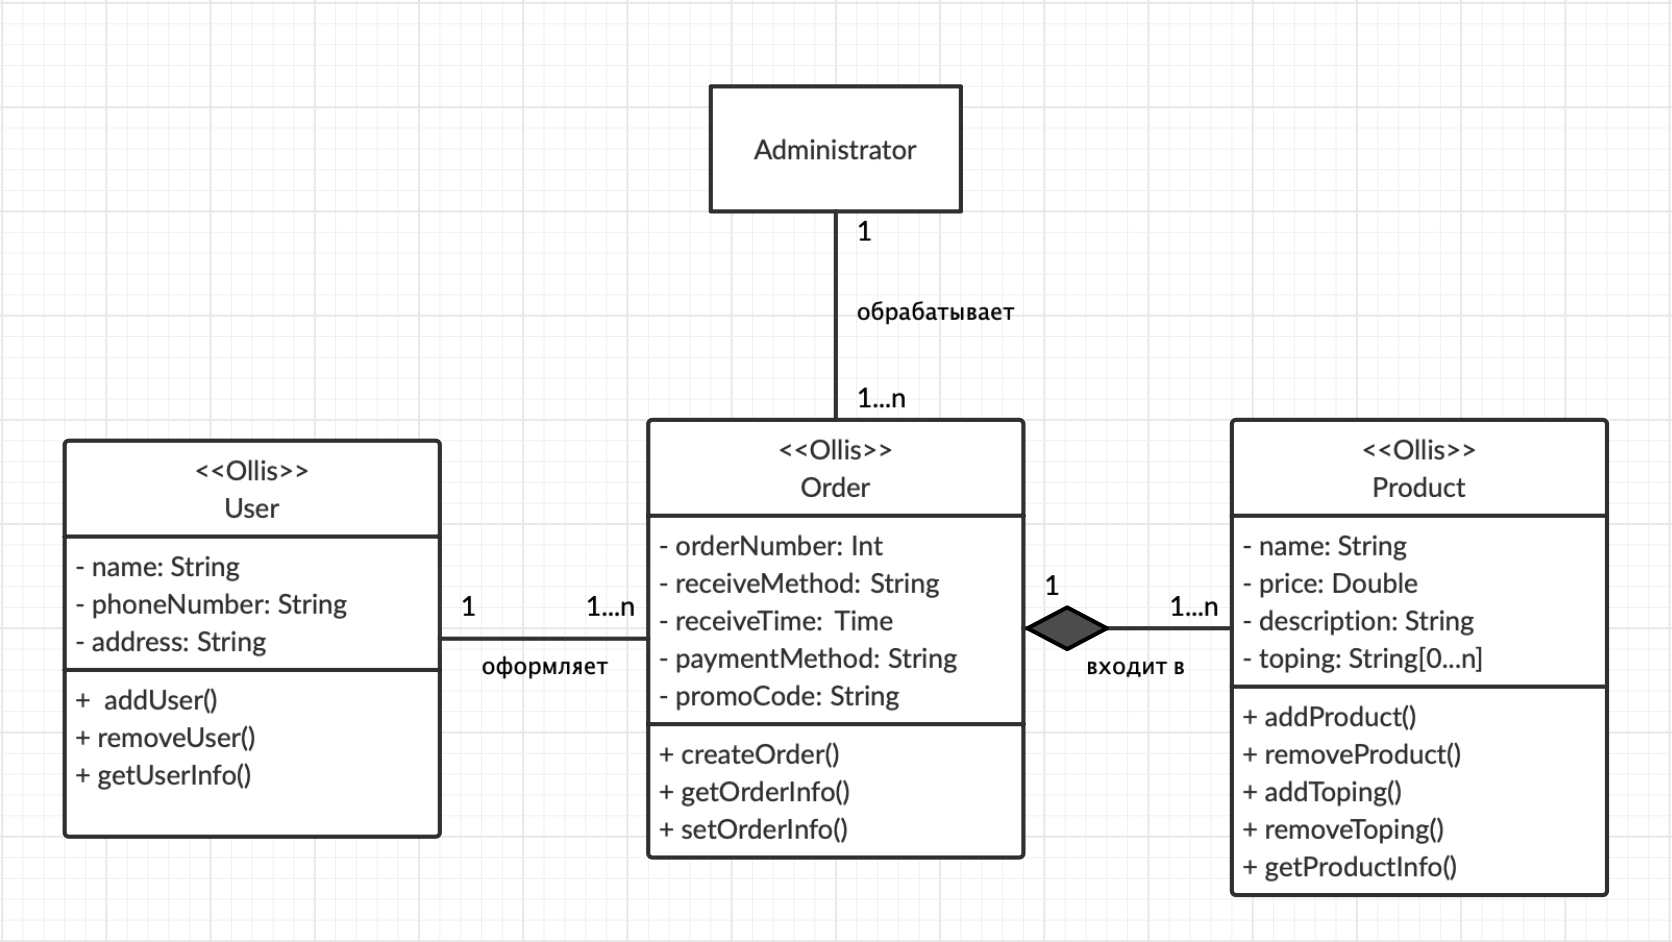 Administrator
1
обрабатывает
1...n
<<Ollis>>
User
- name: String
- phoneNumber: String
- address: String
+  addUser()
+ removeUser()
+ getUserInfo()
1
1...n
оформляет
<<Ollis>>
Order
- orderNumber: Int
- receiveMethod: String
- receiveTime:  Time
- paymentMethod: String
- promoCode: String
+ createOrder()
+ getOrderInfo()
+ setOrderInfo()
1
1...n
входит в
<<Ollis>>
Product
- name: String
- price: Double
- description: String
- toping: String[0...n]
+ addProduct()
+ removeProduct()
+ addToping()
+ removeToping()
+ getProductInfo()